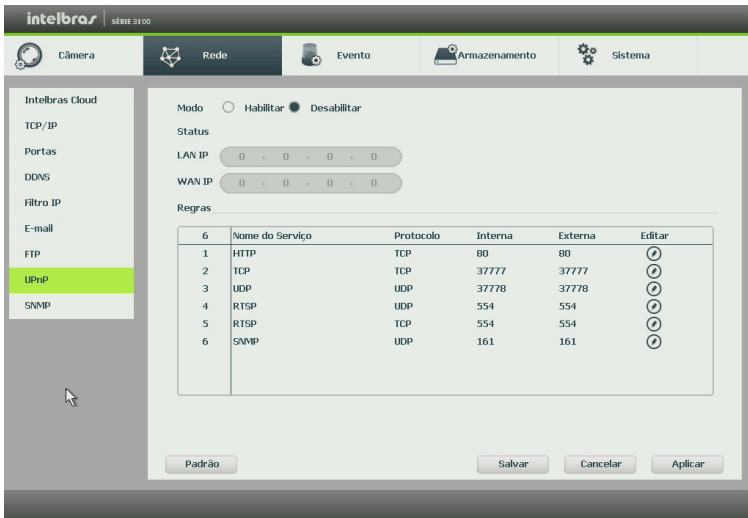 intelbras SÉRIE 3100
Câmera Rede Evento Armazenamento Sistema
Intelbras Cloud
TCP/IP
Portas
DDNS
Filtro IP
E-mail
FTP
UPnP
SNMP
Modo Habilitar Desabilitar
Status
LAN IP 0 . 0 . 0 . 0
WAN IP 0 . 0 . 0 . 0
Regras
6 Nome do Serviço Protocolo Interna Externa Editar
1 HTTP TCP 80 80
2 TCP TCP 37777 37777
3 UDP UDP 37778 37778
4 RTSP UDP 554 554
5 RTSP TCP 554 554
6 SNMP UDP 161 161
Padrão Salvar Cancelar Aplicar